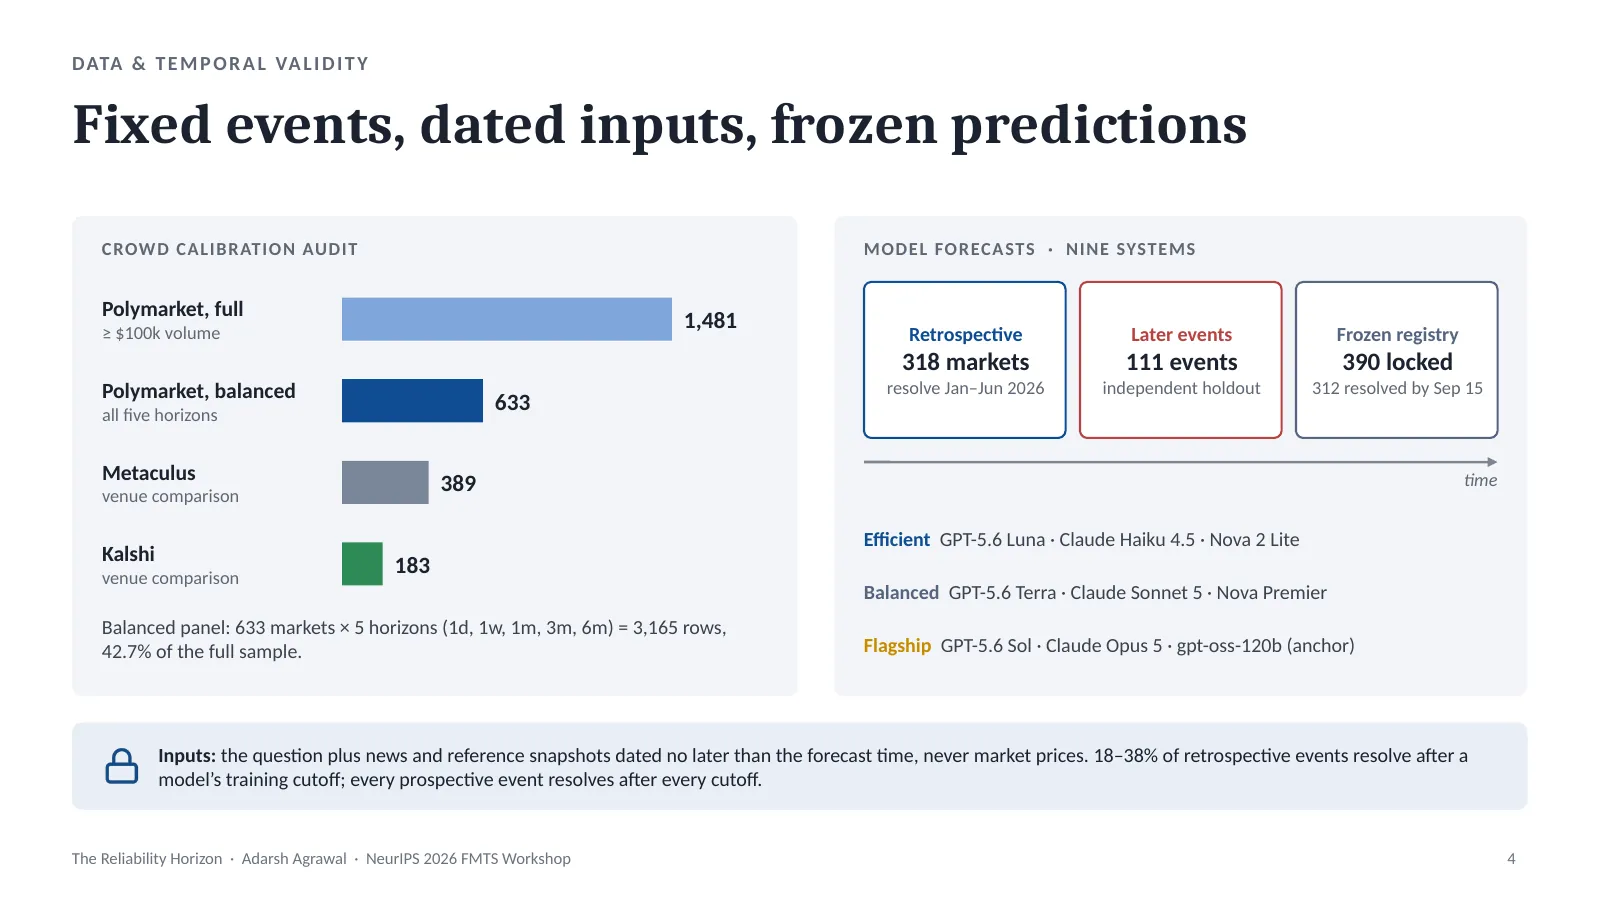 DATA & TEMPORAL VALIDITY
Fixed events, dated inputs, frozen predictions
CROWD CALIBRATION AUDIT
Polymarket, full
≥ $100k volume
1,481
Polymarket, balanced
all five horizons
633
Metaculus
venue comparison
389
Kalshi
venue comparison
183
Balanced panel: 633 markets × 5 horizons (1d, 1w, 1m, 3m, 6m) = 3,165 rows,
42.7% of the full sample.
MODEL FORECASTS · NINE SYSTEMS
Retrospective
318 markets
resolve Jan–Jun 2026
Later events
111 events
independent holdout
Frozen registry
390 locked
312 resolved by Sep 15
time
Efficient GPT-5.6 Luna · Claude Haiku 4.5 · Nova 2 Lite
Balanced GPT-5.6 Terra · Claude Sonnet 5 · Nova Premier
Flagship GPT-5.6 Sol · Claude Opus 5 · gpt-oss-120b (anchor)
Inputs: the question plus news and reference snapshots dated no later than the forecast time, never market prices. 18–38% of retrospective events resolve after a
model’s training cutoff; every prospective event resolves after every cutoff.
The Reliability Horizon · Adarsh Agrawal · NeurIPS 2026 FMTS Workshop
4